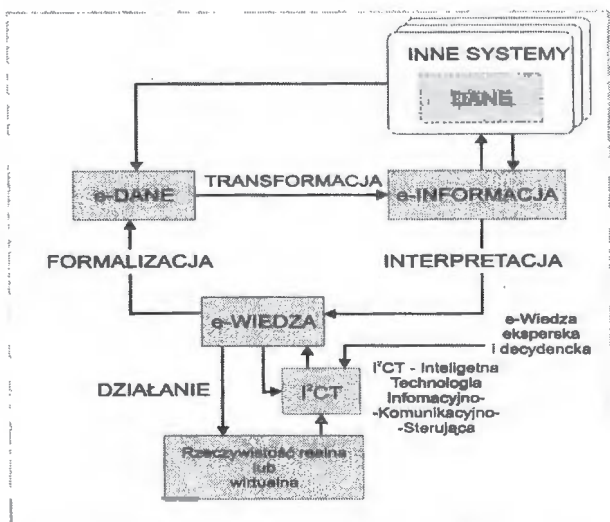 INNE SYSTEMY
DANE
e-DANE
TRANSFORMACJA
e-INFORMACJA
FORMALIZACJA
INTERPRETACJA
e-WIEDZA
e-Wiedza
eksperska
i decydencka
DZIAŁANIE
I²CT
I²CT - Inteligetna
Technologia
Infomacyjno-
-Komunikacyjno-
-Sterująca
Rzeczywistość realna
lub
wirtualna